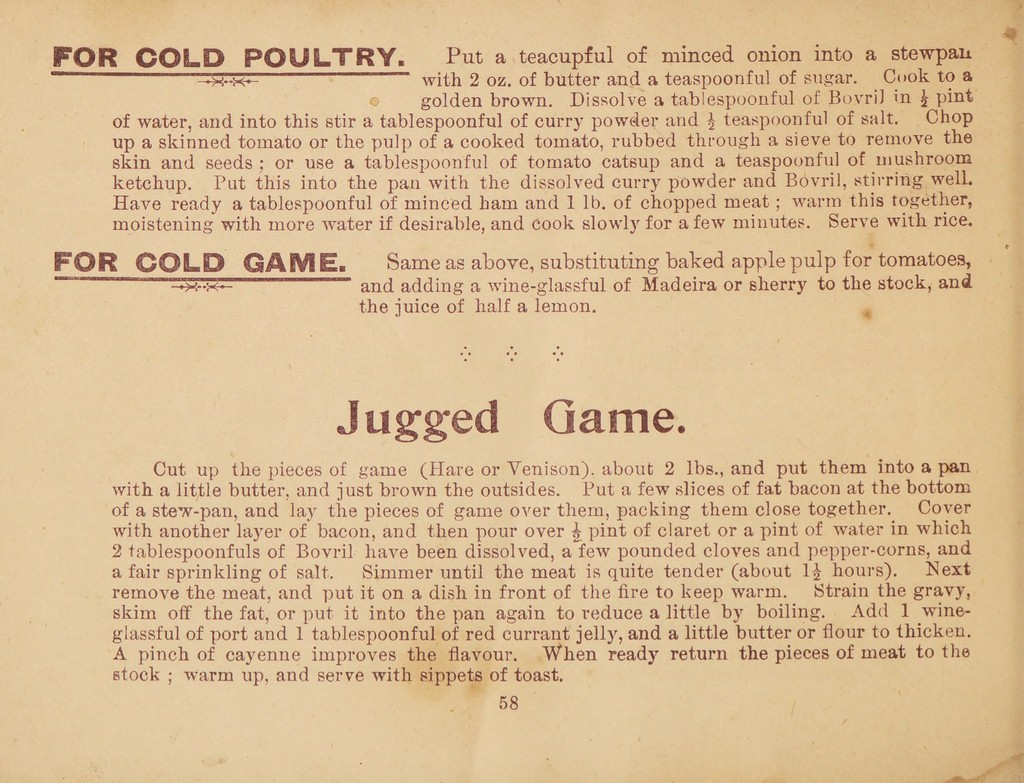 FOR COLD POULTRY. Put a teacupful of minced onion into a stewpan
with 2 oz. of butter and a teaspoonful of sugar. Cook to a
golden brown. Dissolve a tablespoonful of Bovril in ½ pint
of water, and into this stir a tablespoonful of curry powder and ½ teaspoonful of salt. Chop
up a skinned tomato or the pulp of a cooked tomato, rubbed through a sieve to remove the
skin and seeds ; or use a tablespoonful of tomato catsup and a teaspoonful of mushroom
ketchup. Put this into the pan with the dissolved curry powder and Bovril, stirring well.
Have ready a tablespoonful of minced ham and 1 lb. of chopped meat ; warm this together,
moistening with more water if desirable, and cook slowly for a few minutes. Serve with rice.
FOR COLD GAME. Same as above, substituting baked apple pulp for tomatoes,
and adding a wine-glassful of Madeira or sherry to the stock, and
the juice of half a lemon.
Jugged Game.
Cut up the pieces of game (Hare or Venison). about 2 lbs., and put them into a pan
with a little butter, and just brown the outsides. Put a few slices of fat bacon at the bottom
of a stew-pan, and lay the pieces of game over them, packing them close together. Cover
with another layer of bacon, and then pour over ½ pint of claret or a pint of water in which
2 tablespoonfuls of Bovril have been dissolved, a few pounded cloves and pepper-corns, and
a fair sprinkling of salt. Simmer until the meat is quite tender (about 1½ hours). Next
remove the meat, and put it on a dish in front of the fire to keep warm. Strain the gravy,
skim off the fat, or put it into the pan again to reduce a little by boiling. Add 1 wine-
glassful of port and 1 tablespoonful of red currant jelly, and a little butter or flour to thicken.
A pinch of cayenne improves the flavour. When ready return the pieces of meat to the
stock ; warm up, and serve with sippets of toast.
58